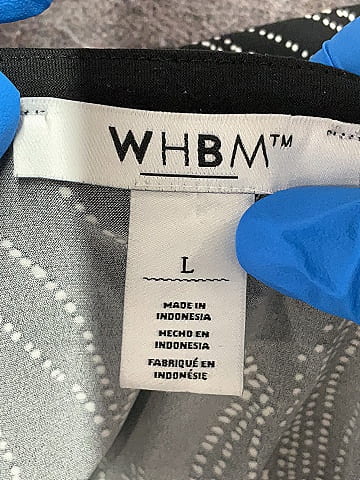 WHBM™
L
MADE IN
INDONESIA
HECHO EN
INDONESIA
FABRIQUÉ EN
INDONÉSIE